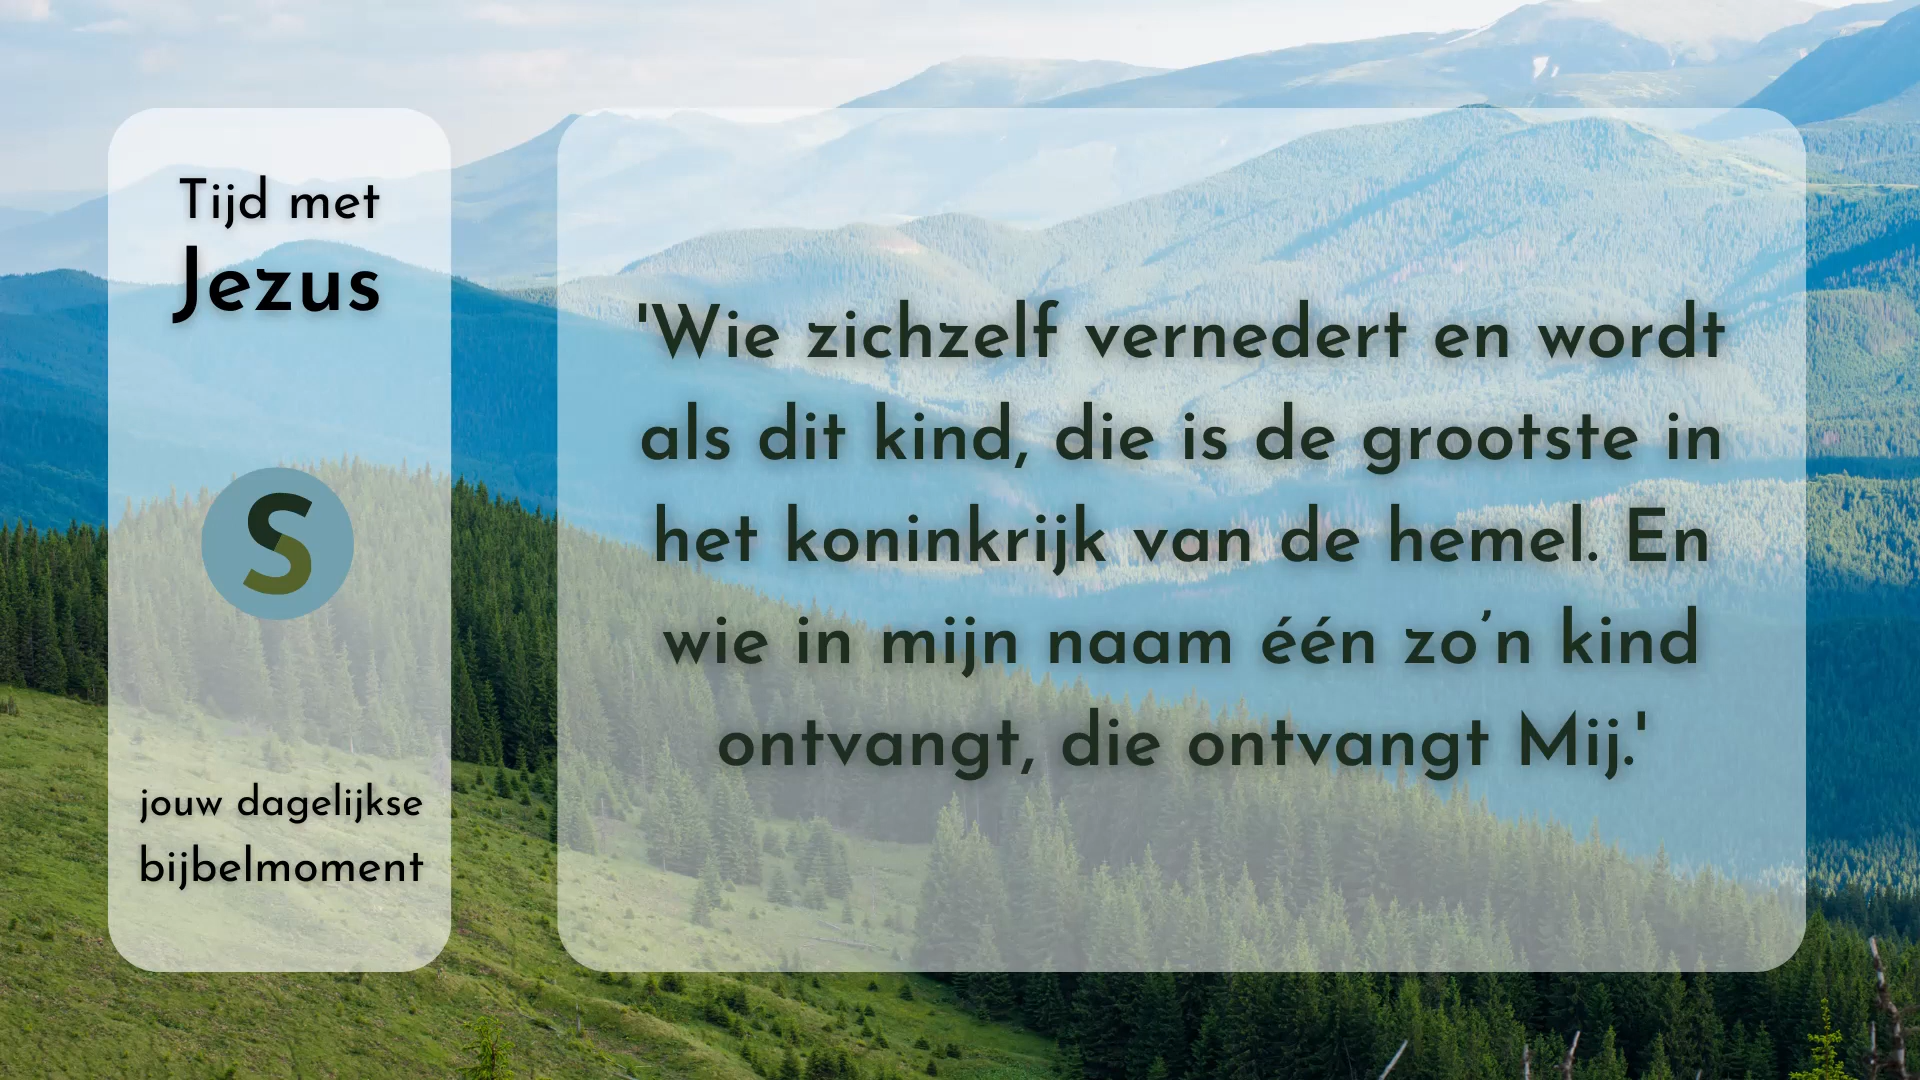 Tijd met
Jezus
S
jouw dagelijkse
bijbelmoment
'Wie zichzelf vernedert en wordt
als dit kind, die is de grootste in
het koninkrijk van de hemel. En
wie in mijn naam één zo’n kind
ontvangt, die ontvangt Mij.'